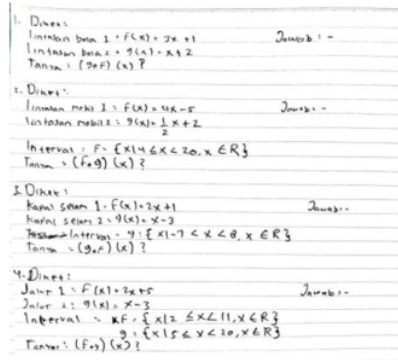 1. Diket:
lintasan bola 1 : f(x) = 3x +1 Jawab : -
lintasan bola 2 : g(x) = x+2
Tanya : (gof) (x) ?
2. Diket :
lintasan mobil 1 : f(x) = 4x-5 Jawab : -
lintasan mobil 2 : g(x) = 1/2 x + 2
Interval : F = {x|4 ≤ x < 20, x ∈ R}
Tanya : (f∘g) (x) ?
3. Diket :
Kapal selam 1 : f(x) = 2x +1 Jawab : -
Kapal selam 2 : g(x) = x-3
Interval : g : {x|-7 < x < 8, x ∈ R}
Tanya : (g∘f) (x) ?
4. Diket :
Jalur 1 : F(x) = 2x+5 Jawab : -
Jalur 2 : g(x) = x-3
Interval : F : {x|2 ≤ x < 11, x ∈ R}
g : {x|5 ≤ x < 20, x ∈ R}
Tanya : (f∘g) (x) ?